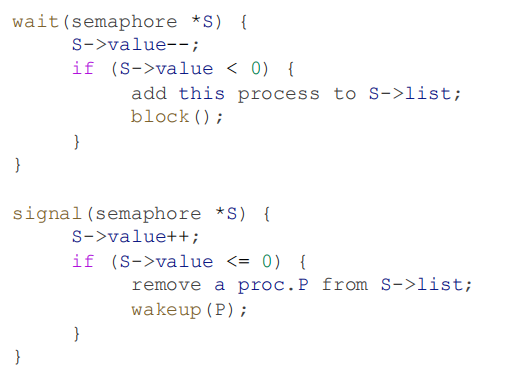 wait(semaphore *S) {
S->value--;
if (S->value < 0) {
add this process to S->list;
block();
}
}
signal(semaphore *S) {
S->value++;
if (S->value <= 0) {
remove a proc.P from S->list;
wakeup(P);
}
}